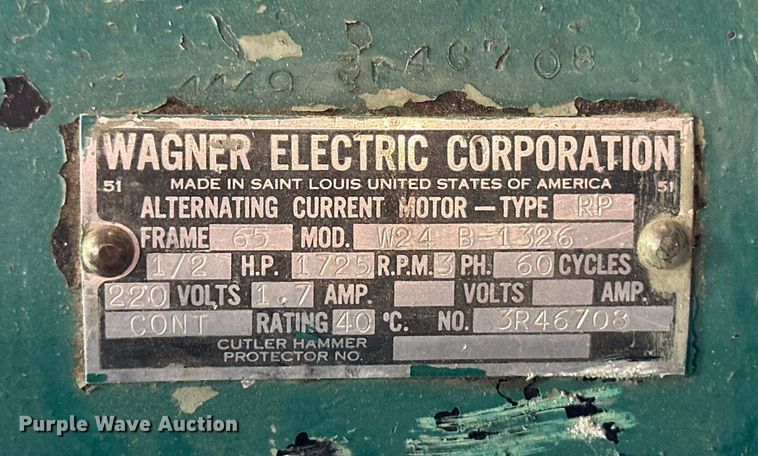 46708
WAGNER ELECTRIC CORPORATION
51 MADE IN SAINT LOUIS UNITED STATES OF AMERICA 51
ALTERNATING CURRENT MOTOR — TYPE RP
FRAME 65 MOD. W24 B-1326
1/2 H.P. 1725 R.P.M. 3 PH. 60 CYCLES
220 VOLTS 1.7 AMP. VOLTS AMP.
CONT RATING 40 °C. NO. 3R46708
CUTLER HAMMER
PROTECTOR NO.
Purple Wave Auction